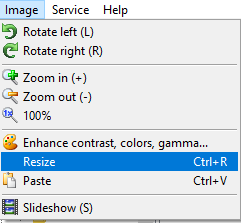 Image Service Help
Rotate left (L)
Rotate right (R)
Zoom in (+)
Zoom out (-)
100%
Enhance contrast, colors, gamma...
Resize Ctrl+R
Paste Ctrl+V
Slideshow (S)